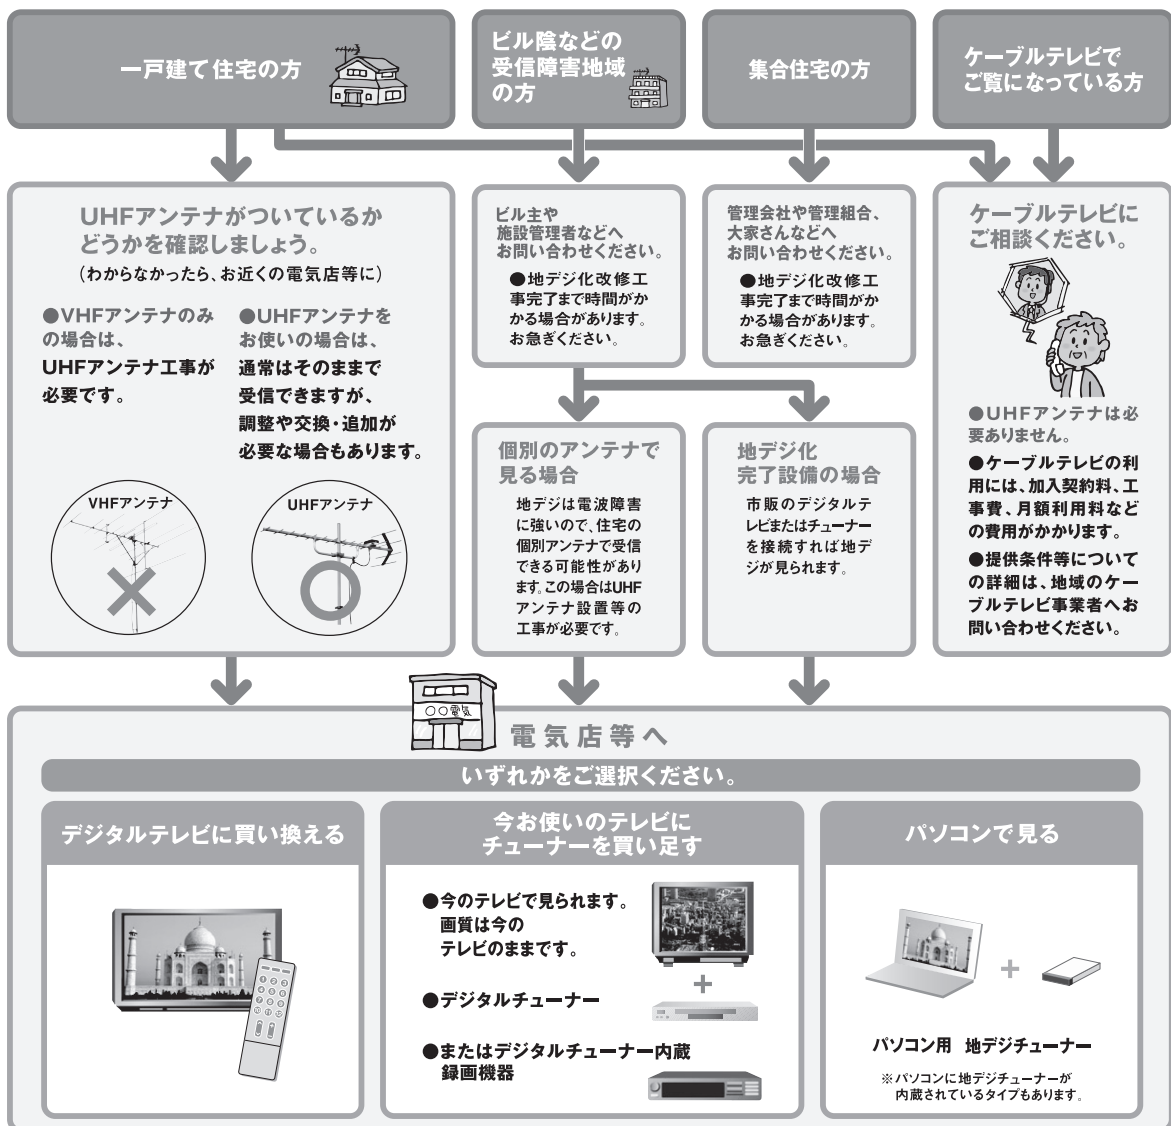 一戸建て住宅の方
ビル陰などの
受信障害地域
の方
集合住宅の方
ケーブルテレビで
ご覧になっている方
UHFアンテナがついているか
どうかを確認しましょう。
(わからなかったら、お近くの電気店等に)
●VHFアンテナのみ
の場合は、
UHFアンテナ工事が
必要です。
●UHFアンテナを
お使いの場合は、
通常はそのままで
受信できますが、
調整や交換・追加が
必要な場合もあります。
VHFアンテナ
UHFアンテナ
ビル主や
施設管理者などへ
お問い合わせください。
●地デジ化改修工
事完了まで時間がか
かる場合があります。
お急ぎください。
管理会社や管理組合、
大家さんなどへ
お問い合わせください。
●地デジ化改修工
事完了まで時間がか
かる場合があります。
お急ぎください。
個別のアンテナで
見る場合
地デジは電波障害
に強いので、住宅の
個別アンテナで受信
できる可能性があり
ます。この場合はUHF
アンテナ設置等の
工事が必要です。
地デジ化
完了設備の場合
市販のデジタルテ
レビまたはチューナー
を接続すれば地デ
ジが見られます。
ケーブルテレビに
ご相談ください。
●UHFアンテナは必
要ありません。
●ケーブルテレビの利
用には、加入契約料、工
事費、月額利用料など
の費用がかかります。
●提供条件等について
の詳細は、地域のケー
ブルテレビ事業者へお
問い合わせください。
○○電気
電気店等へ
いずれかをご選択ください。
デジタルテレビに買い換える
1 2 3
4 5 6
7 8 9
10 11 12
今お使いのテレビに
チューナーを買い足す
●今のテレビで見られます。
画質は今の
テレビのままです。
+
●デジタルチューナー
●またはデジタルチューナー内蔵
録画機器
パソコンで見る
+
パソコン用 地デジチューナー
※パソコンに地デジチューナーが
内蔵されているタイプもあります。